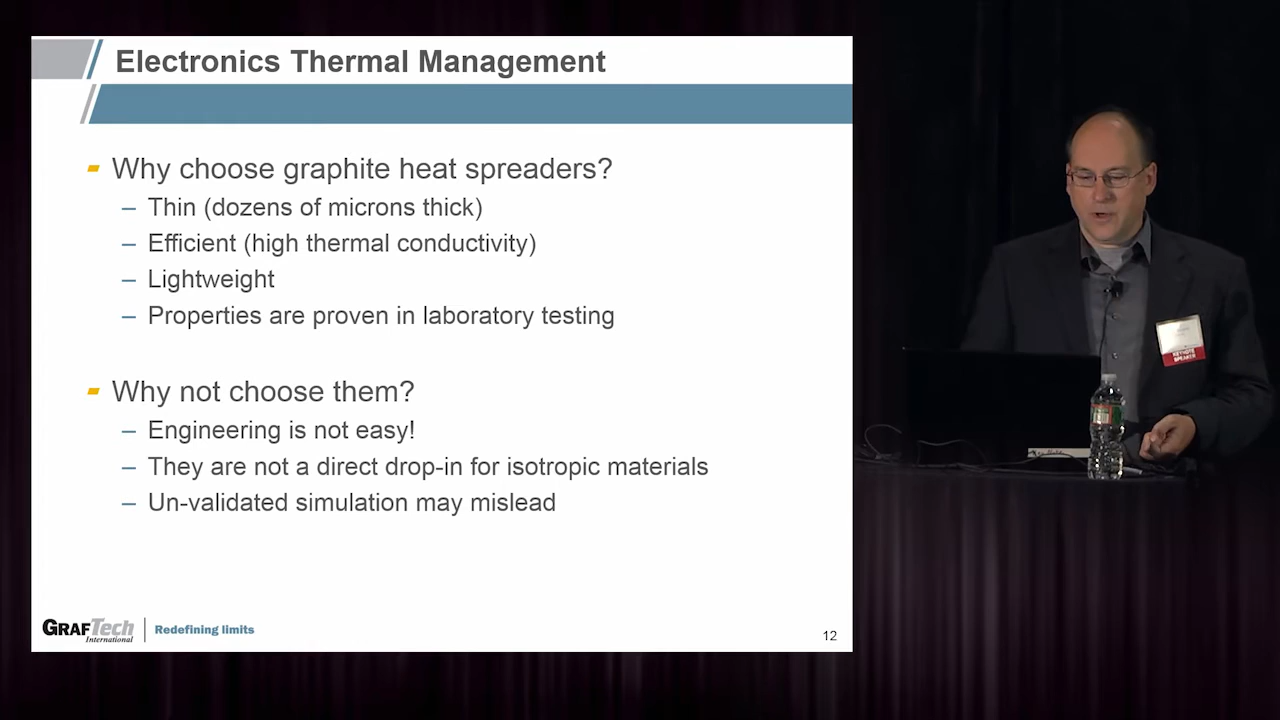 Electronics Thermal Management
Why choose graphite heat spreaders?
– Thin (dozens of microns thick)
– Efficient (high thermal conductivity)
– Lightweight
– Properties are proven in laboratory testing
Why not choose them?
– Engineering is not easy!
– They are not a direct drop-in for isotropic materials
– Un-validated simulation may mislead
GRAFTech
International
Redefining limits
12
KEYNOTE
SPEAKER